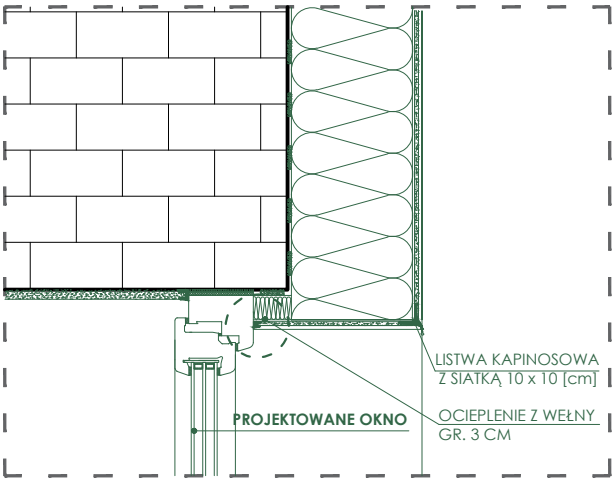 LISTWA KAPINOSOWA
Z SIATKĄ 10 x 10 [cm]
PROJEKTOWANE OKNO
OCIEPLENIE Z WEŁNY
GR. 3 CM